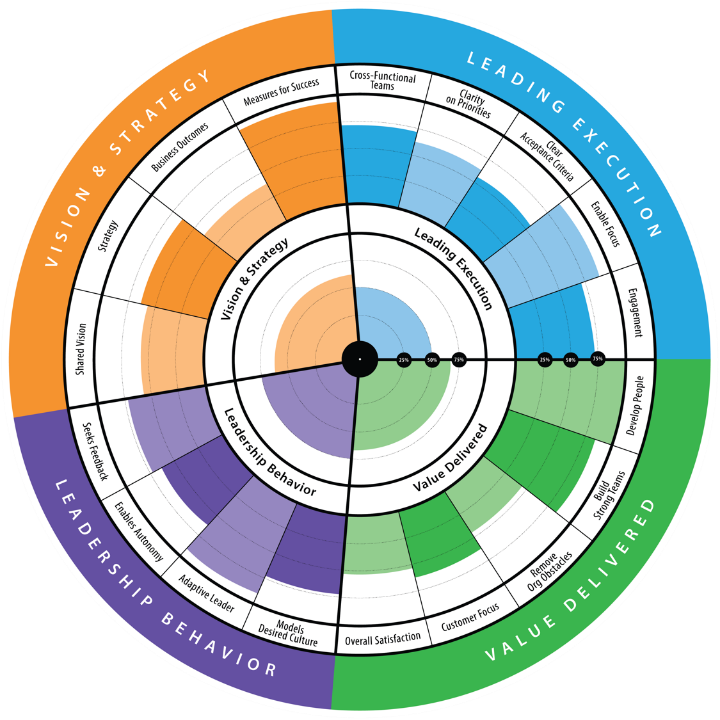 VISION & STRATEGY
LEADING EXECUTION
LEADERSHIP BEHAVIOR
VALUE DELIVERED
Measures for Success
Business Outcomes
Strategy
Shared Vision
Cross-Functional
Teams
Clarity
on Priorities
Clear
Acceptance Criteria
Enable Focus
Engagement
Develop People
Build
Strong Teams
Remove
Org Obstacles
Customer Focus
Overall Satisfaction
Models
Desired Culture
Adaptive Leader
Enables Autonomy
Seeks Feedback
Vision & Strategy
Leading Execution
Leadership Behavior
Value Delivered
25% 50% 75%
25% 50% 75%